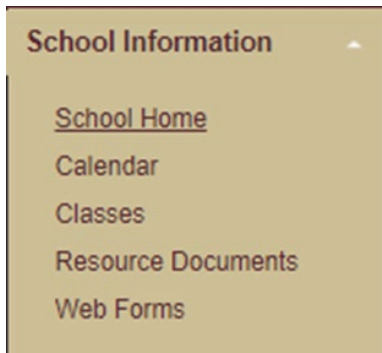 School Information
School Home
Calendar
Classes
Resource Documents
Web Forms